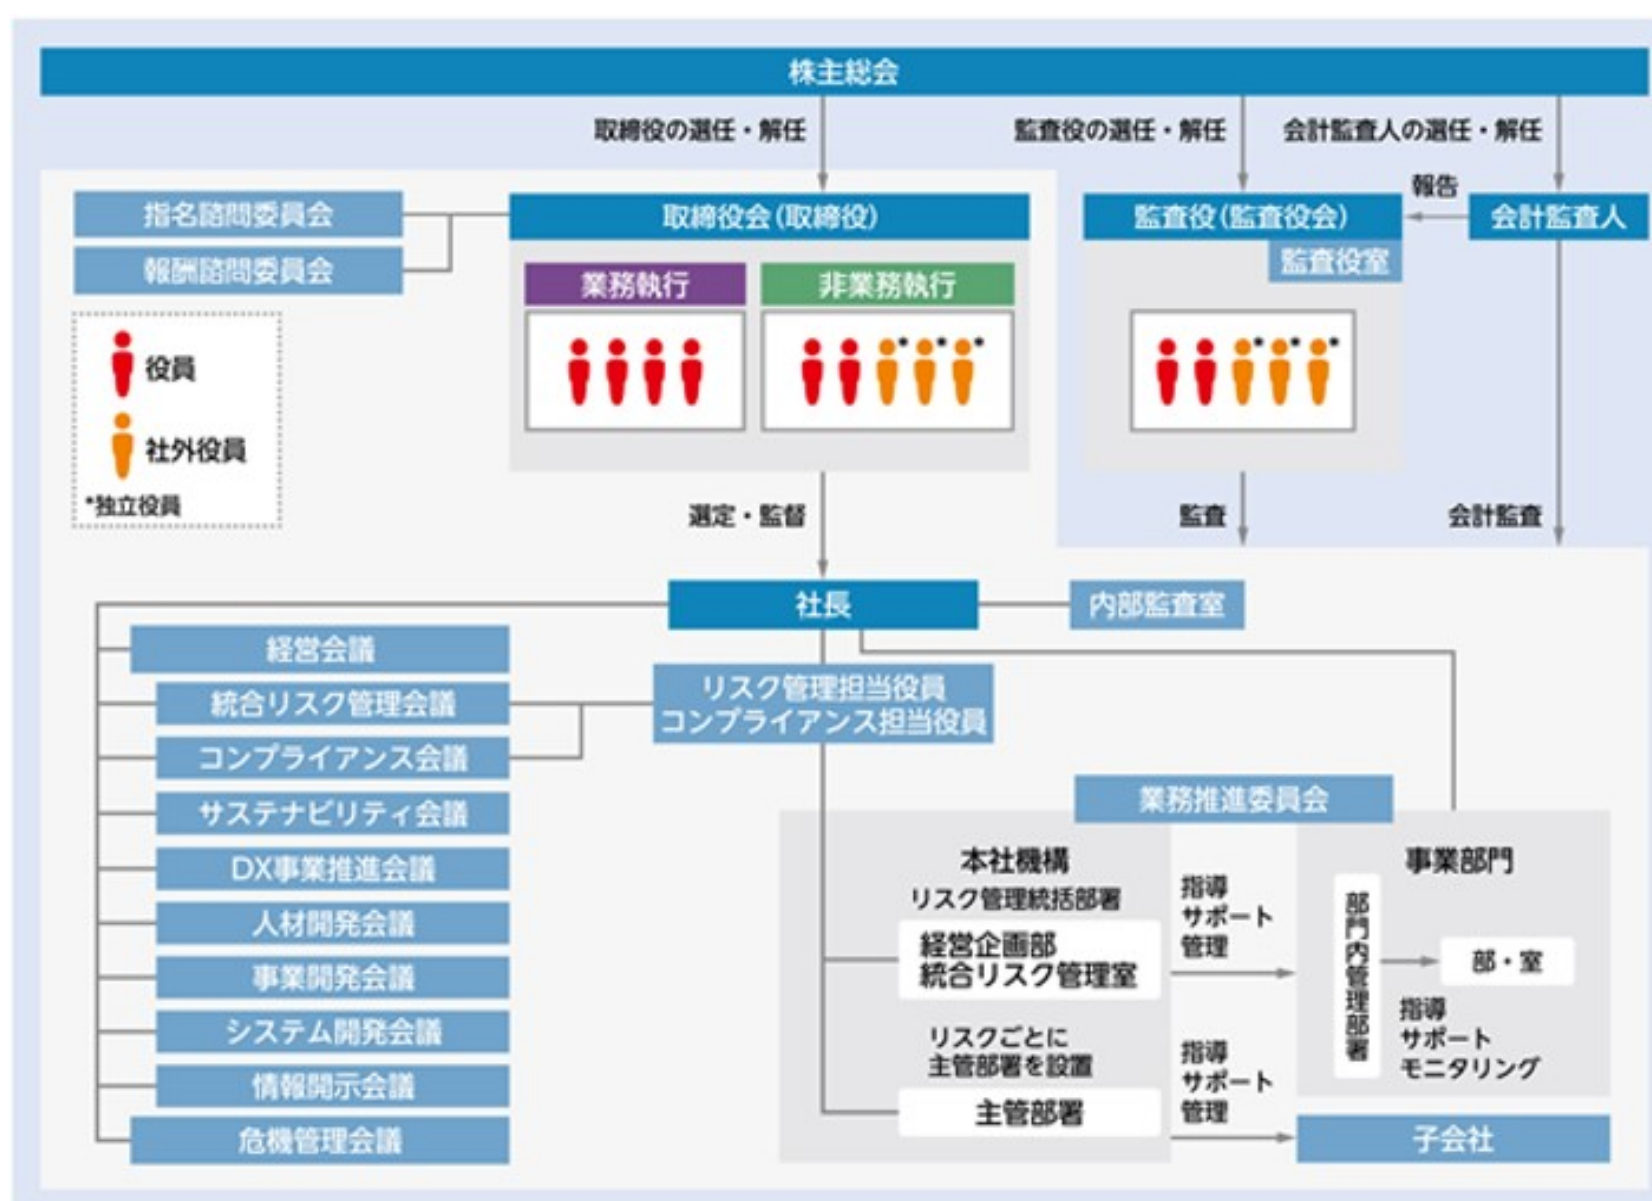 株主総会
取締役の選任・解任
監査役の選任・解任
会計監査人の選任・解任
指名諮問委員会
報酬諮問委員会
取締役会(取締役)
業務執行
非業務執行
* * *
監査役(監査役会)
監査役室
* * *
報告
会計監査人
役員
社外役員
*独立役員
選定・監督
監査
会計監査
社長
内部監査室
経営会議
統合リスク管理会議
コンプライアンス会議
サステナビリティ会議
DX事業推進会議
人材開発会議
事業開発会議
システム開発会議
情報開示会議
危機管理会議
リスク管理担当役員
コンプライアンス担当役員
業務推進委員会
本社機構
リスク管理統括部署
経営企画部
統合リスク管理室
リスクごとに
主管部署を設置
主管部署
指導
サポート
管理
指導
サポート
管理
事業部門
部門内管理部署
部・室
指導
サポート
モニタリング
子会社